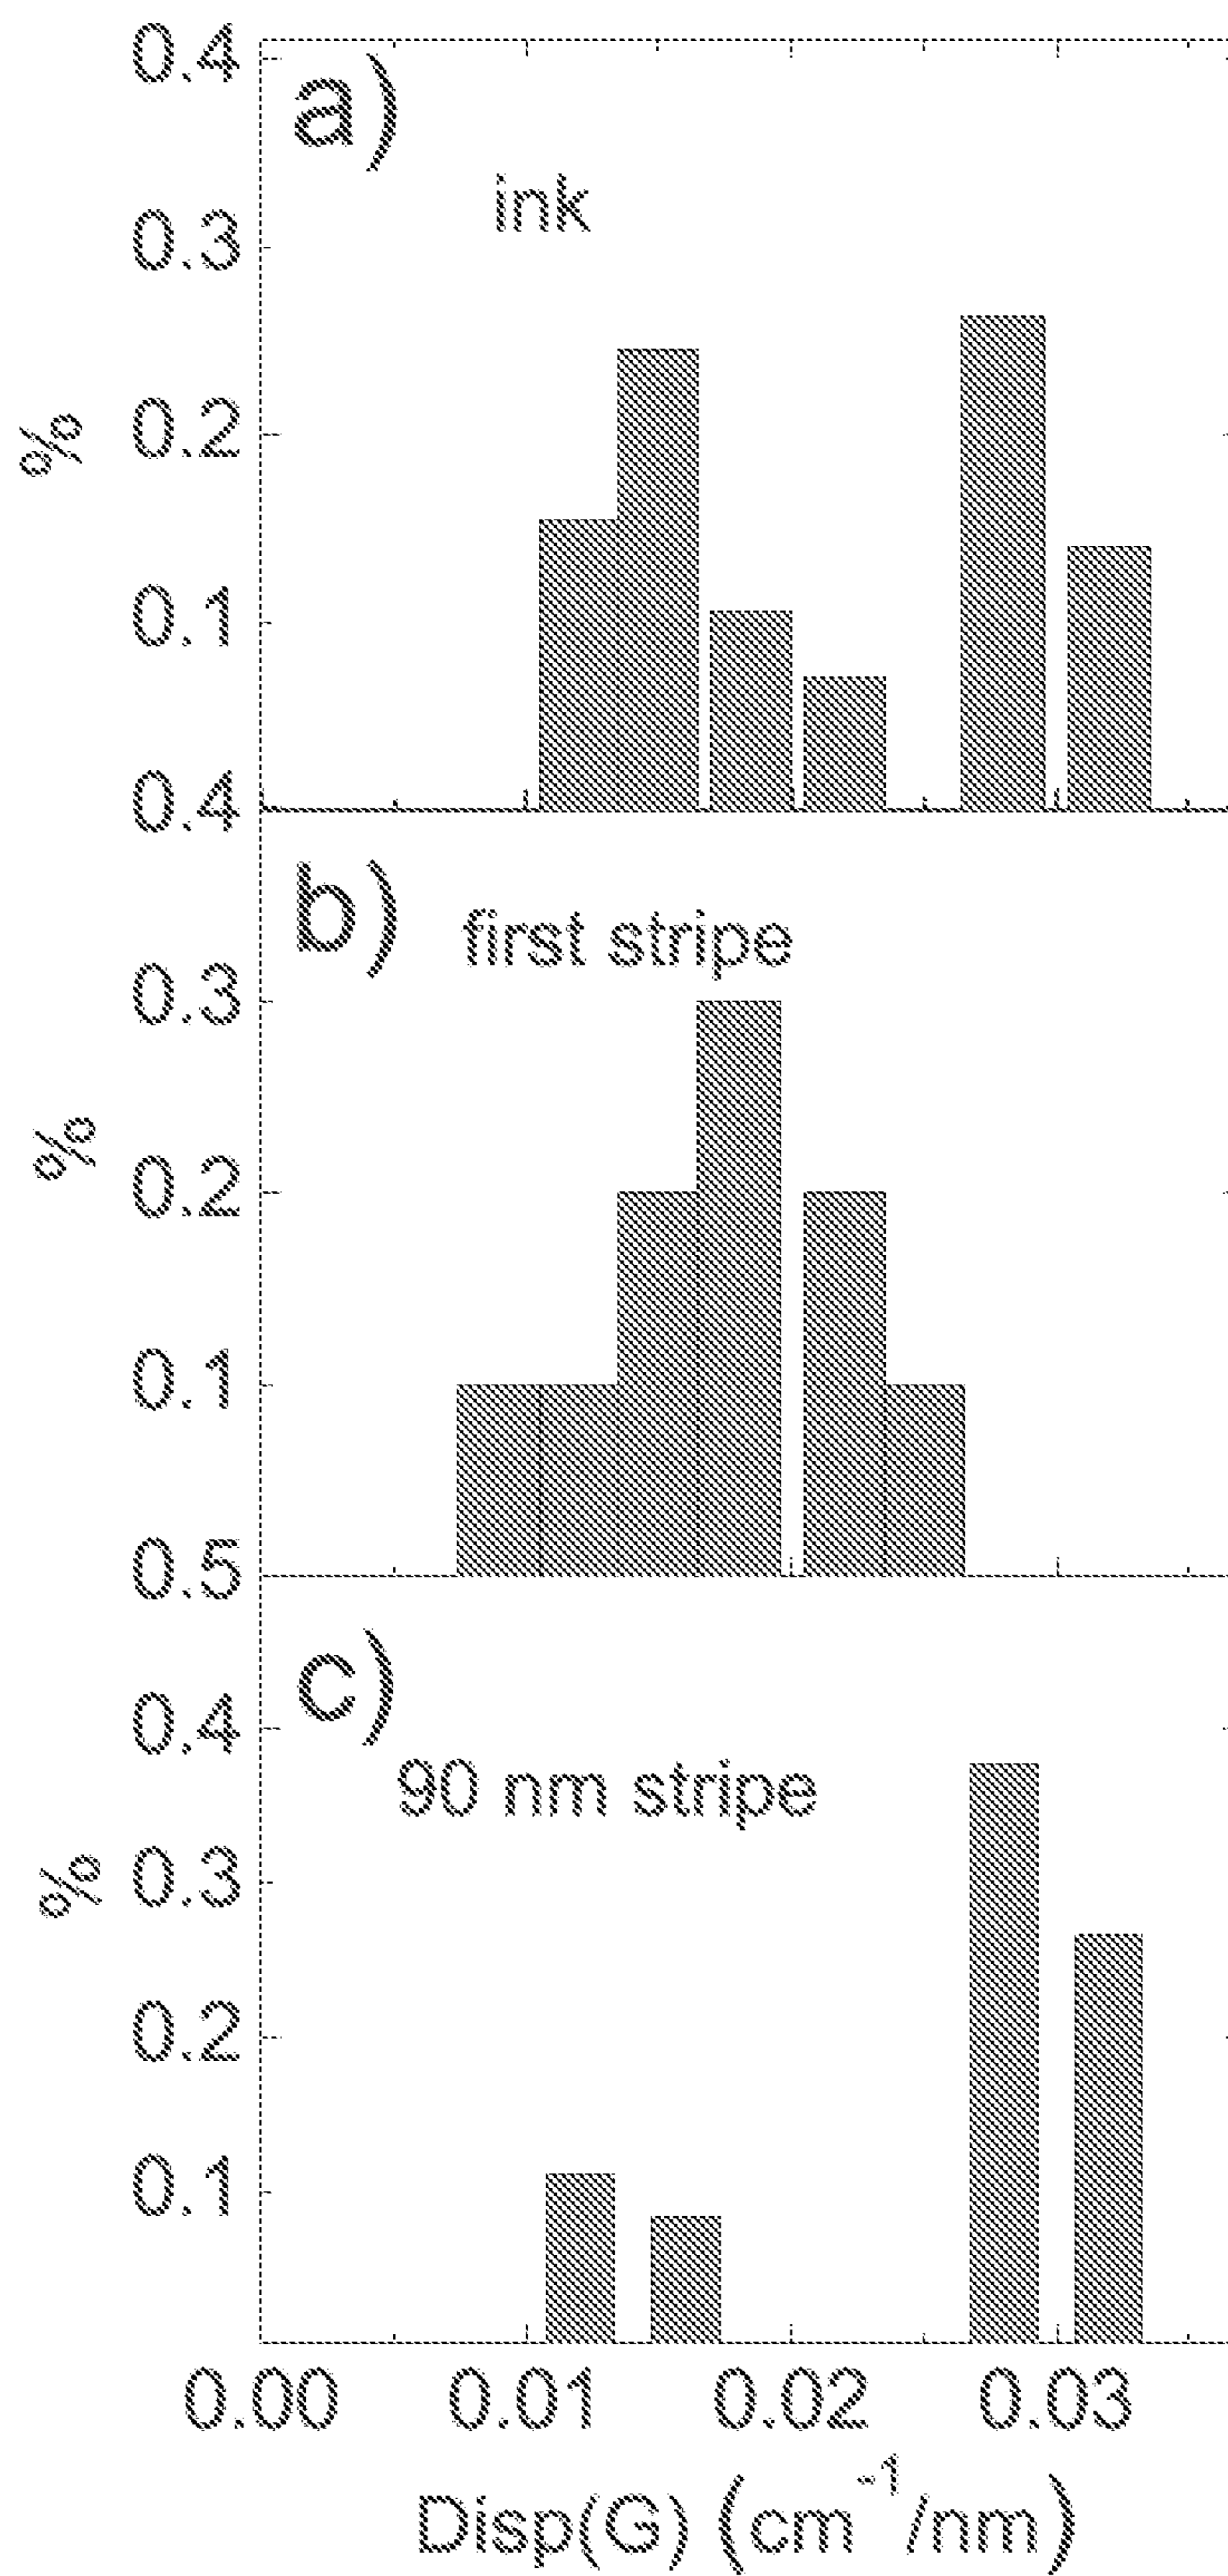 0.4
a)
ink
0.3
% 0.2
0.1
0.4
b) first stripe
0.3
%
0.2
0.1
0.5
c)
0.4
90 nm stripe
% 0.3
0.2
0.1
0.00 0.01 0.02 0.03
Disp(G) (cm⁻¹/nm)